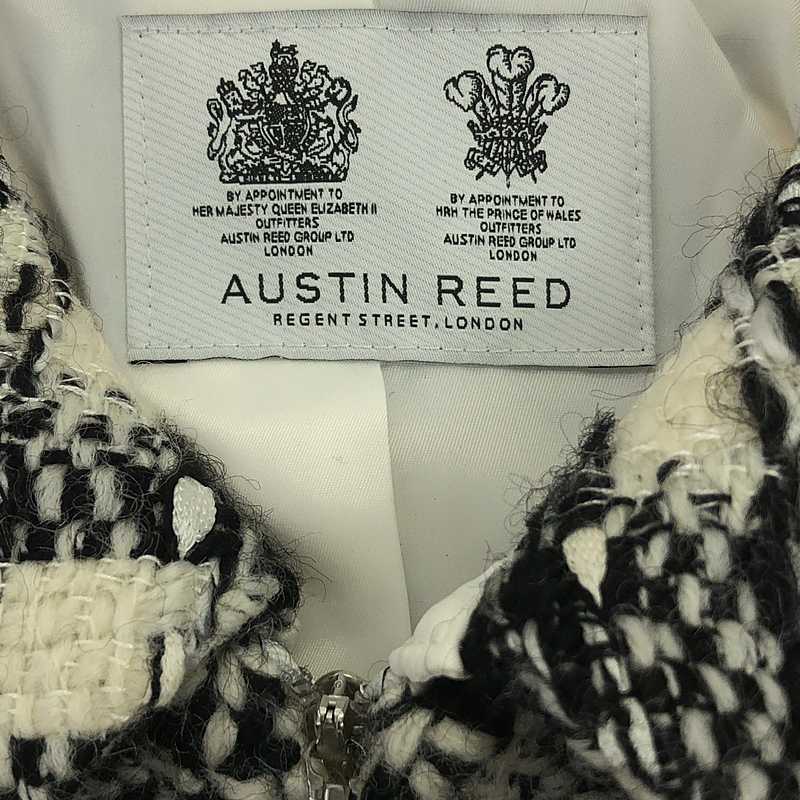 BY APPOINTMENT TO
HER MAJESTY QUEEN ELIZABETH II
OUTFITTERS
AUSTIN REED GROUP LTD
LONDON
BY APPOINTMENT TO
HRH THE PRINCE OF WALES
OUTFITTERS
AUSTIN REED GROUP LTD
LONDON
AUSTIN REED
REGENT STREET, LONDON